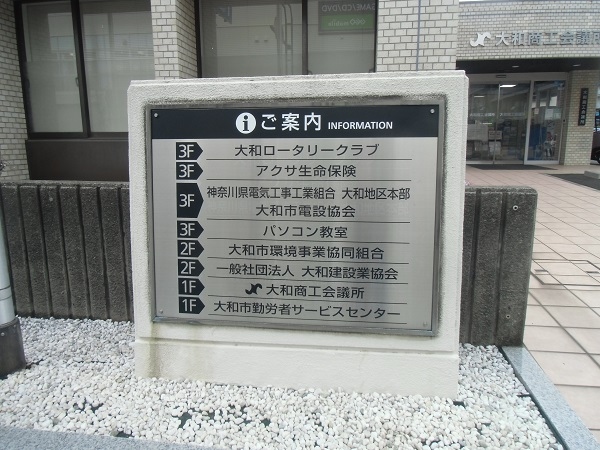 GAME/CD/DVD
大和商工会議所
ⓘ ご案内 INFORMATION
3F 大和ロータリークラブ
3F アクサ生命保険
3F 神奈川県電気工事工業組合 大和地区本部
大和市電設協会
3F パソコン教室
2F 大和市環境事業協同組合
2F 一般社団法人 大和建設業協会
1F 大和商工会議所
1F 大和市勤労者サービスセンター